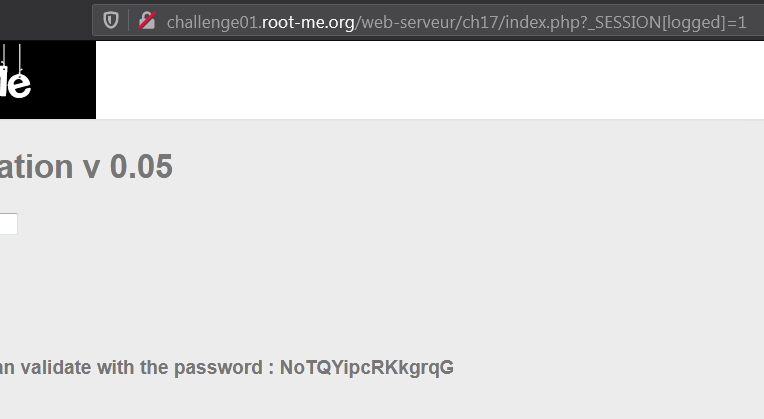 challenge01.root-me.org/web-serveur/ch17/index.php?_SESSION[logged]=1
le
ation v 0.05
an validate with the password : NoTQYipcRKkgrqG